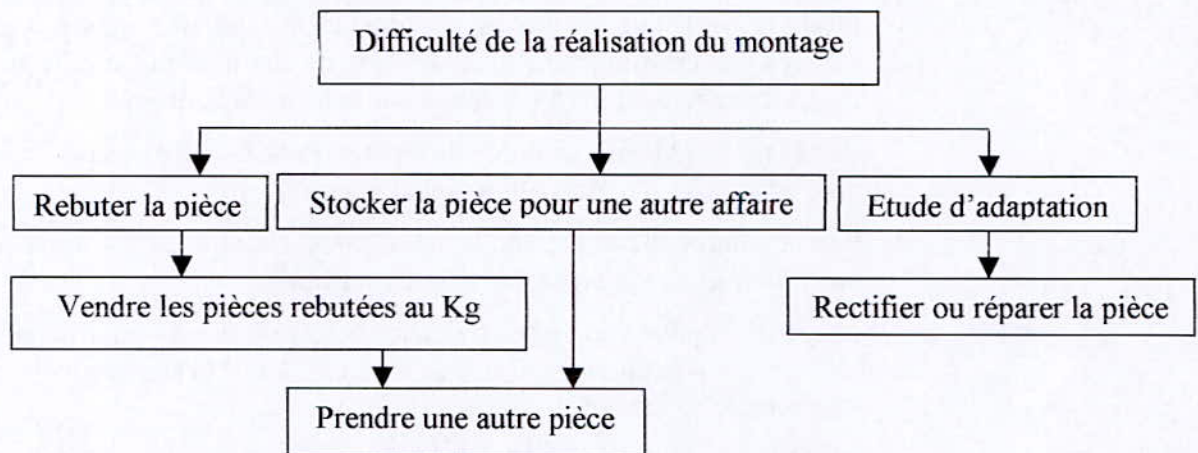 Difficulté de la réalisation du montage
Rebuter la pièce
Stocker la pièce pour une autre affaire
Etude d'adaptation
Vendre les pièces rebutées au Kg
Rectifier ou réparer la pièce
Prendre une autre pièce